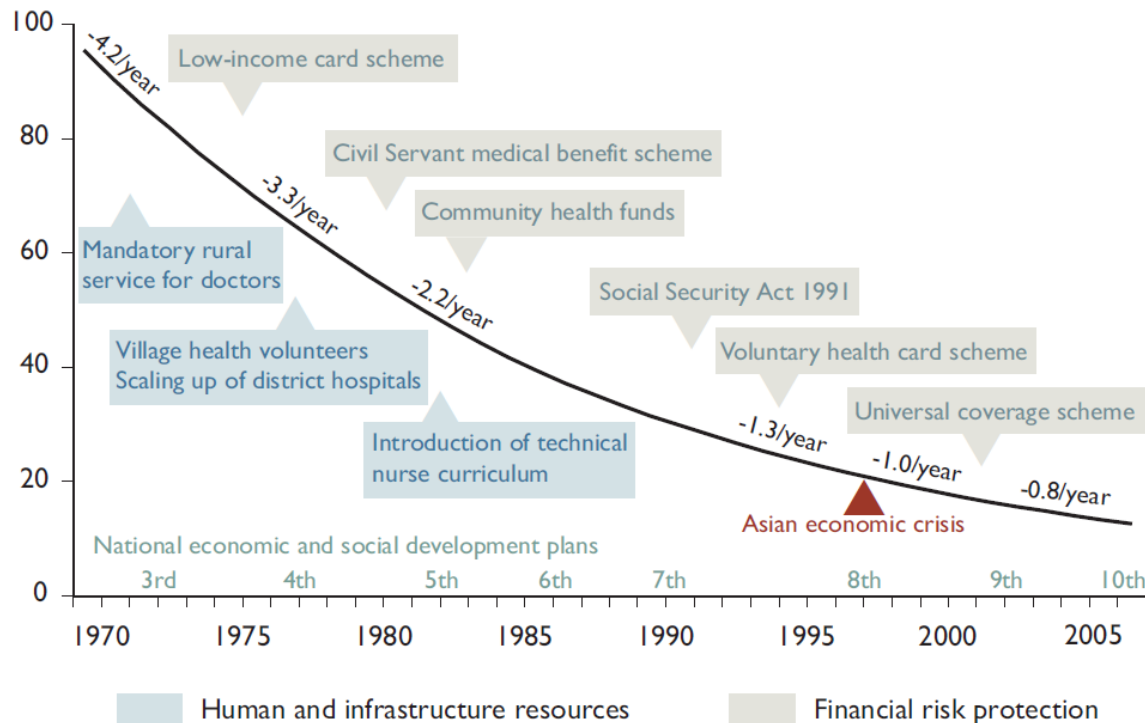 100
80
60
40
20
0
-4.2/year
Low-income card scheme
Civil Servant medical benefit scheme
-3.3/year
Community health funds
Mandatory rural
service for doctors
-2.2/year
Social Security Act 1991
Village health volunteers
Scaling up of district hospitals
Voluntary health card scheme
Universal coverage scheme
-1.3/year
Introduction of technical
nurse curriculum
-1.0/year
-0.8/year
Asian economic crisis
National economic and social development plans
3rd 4th 5th 6th 7th 8th 9th 10th
1970 1975 1980 1985 1990 1995 2000 2005
Human and infrastructure resources
Financial risk protection